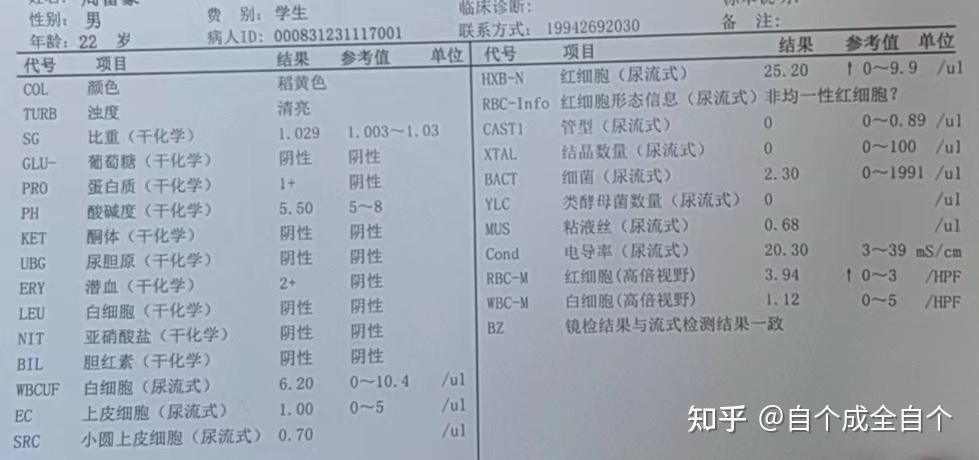 性别: 男
费 别: 学生
临床诊断:
年龄: 22 岁
病人ID: 000831231117001
联系方式: 19942692030
备 注:
代号 项目 结果 参考值 单位
COL 颜色 稻黄色
TURB 浊度 清亮
SG 比重(干化学) 1.029 1.003~1.03
GLU- 葡萄糖(干化学) 阴性 阴性
PRO 蛋白质(干化学) 1+ 阴性
PH 酸碱度(干化学) 5.50 5~8
KET 酮体(干化学) 阴性 阴性
UBG 尿胆原(干化学) 阴性 阴性
ERY 潜血(干化学) 2+ 阴性
LEU 白细胞(干化学) 阴性 阴性
NIT 亚硝酸盐(干化学) 阴性 阴性
BIL 胆红素(干化学) 阴性 阴性
WBCUF 白细胞(尿流式) 6.20 0~10.4 /ul
EC 上皮细胞(尿流式) 1.00 0~5 /ul
SRC 小圆上皮细胞(尿流式) 0.70 /ul
代号 项目 结果 参考值 单位
HXB-N 红细胞(尿流式) 25.20 ↑ 0~9.9 /ul
RBC-Info 红细胞形态信息(尿流式) 非均一性红细胞?
CAST1 管型(尿流式) 0 0~0.89 /ul
XTAL 结晶数量(尿流式) 0 0~100 /ul
BACT 细菌(尿流式) 2.30 0~1991 /ul
YLC 类酵母菌数量(尿流式) 0 /ul
MUS 粘液丝(尿流式) 0.68 /ul
Cond 电导率(尿流式) 20.30 3~39 mS/cm
RBC-M 红细胞(高倍视野) 3.94 ↑ 0~3 /HPF
WBC-M 白细胞(高倍视野) 1.12 0~5 /HPF
BZ 镜检结果与流式检测结果一致
知乎 @自个成全自个